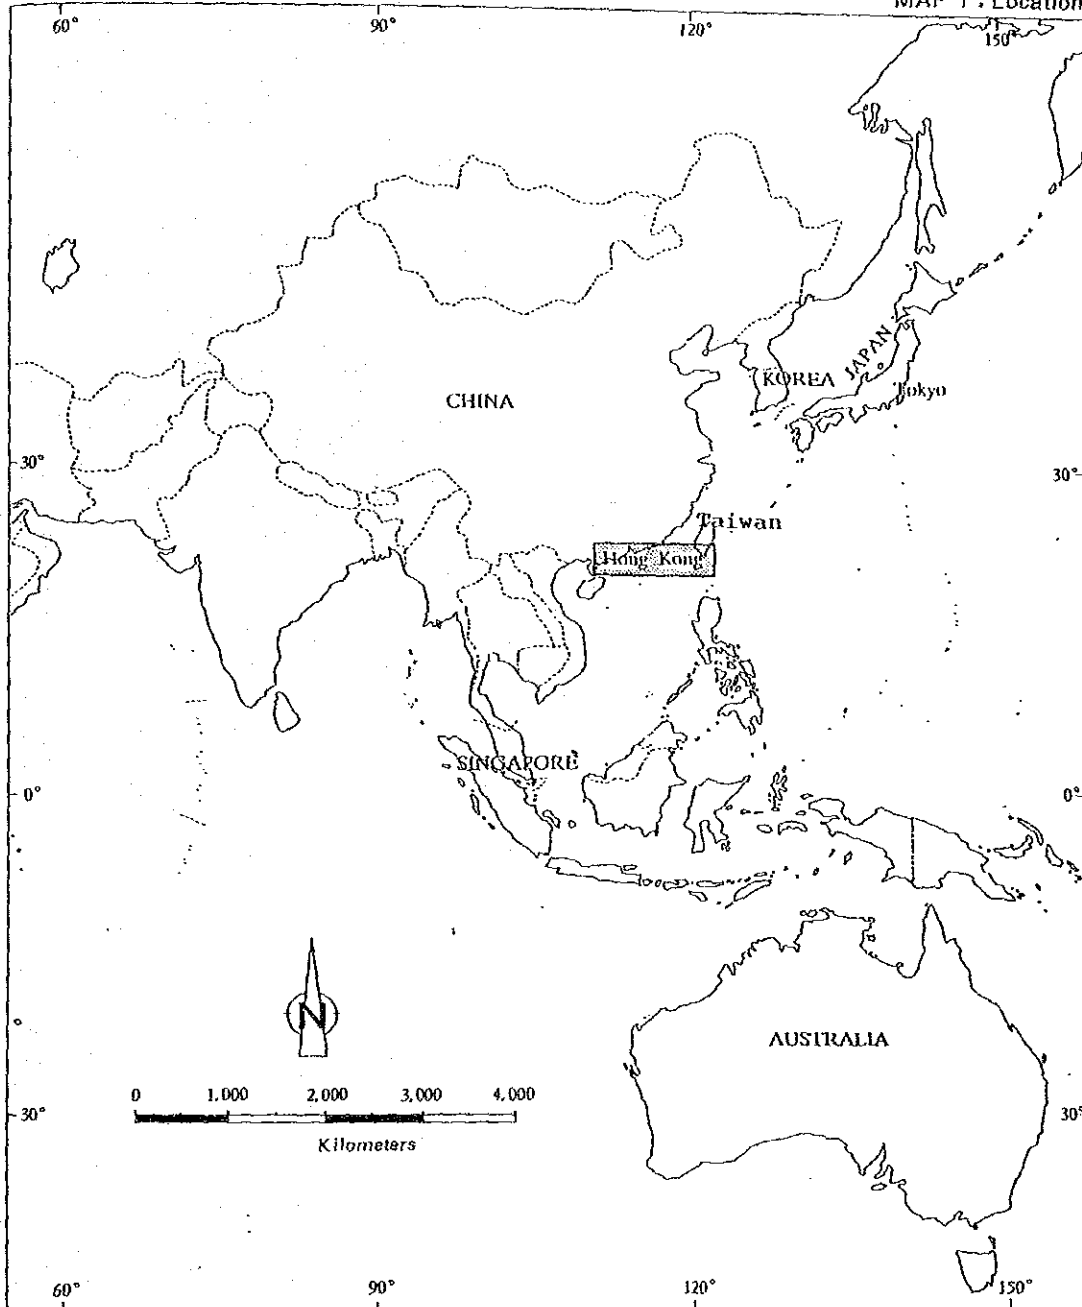 MAP 1. Location
60° 90° 120° 150°
JAPAN
KOREA
CHINA
Tokyo
30° 30°
Taiwan
Hong Kong
SINGAPORE
0° 0°
N
AUSTRALIA
0 1,000 2,000 3,000 4,000
30° 30°
Kilometers
60° 90° 120° 150°